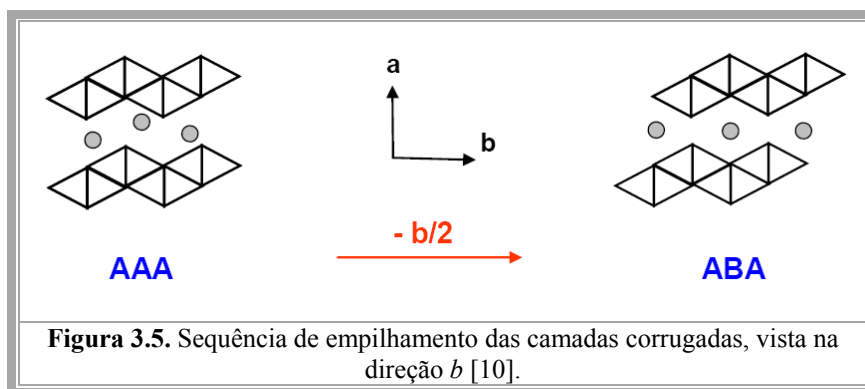 a
b
- b/2
AAA
ABA
Figura 3.5. Sequência de empilhamento das camadas corrugadas, vista na
direção b [10].